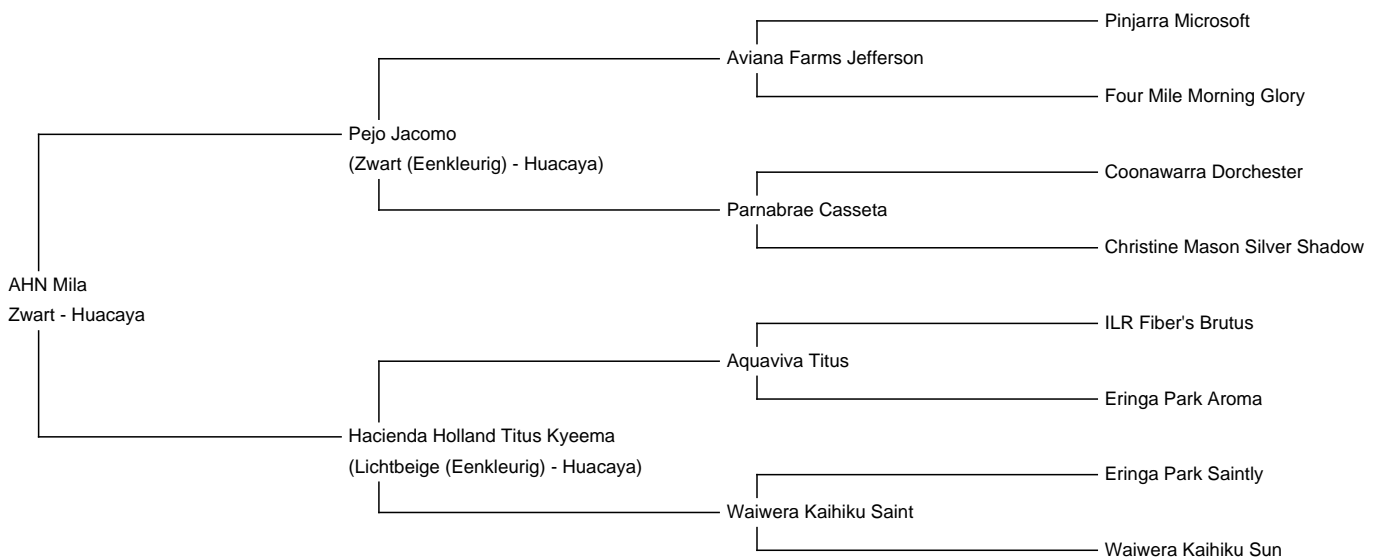 Pinjarra Microsoft
Aviana Farms Jefferson
Four Mile Morning Glory
Pejo Jacomo
(Zwart (Eenkleurig) - Huacaya)
Coonawarra Dorchester
Parnabrae Casseta
Christine Mason Silver Shadow
AHN Mila
Zwart - Huacaya
ILR Fiber's Brutus
Aquaviva Titus
Eringa Park Aroma
Hacienda Holland Titus Kyeema
(Lichtbeige (Eenkleurig) - Huacaya)
Eringa Park Saintly
Waiwera Kaihiku Saint
Waiwera Kaihiku Sun